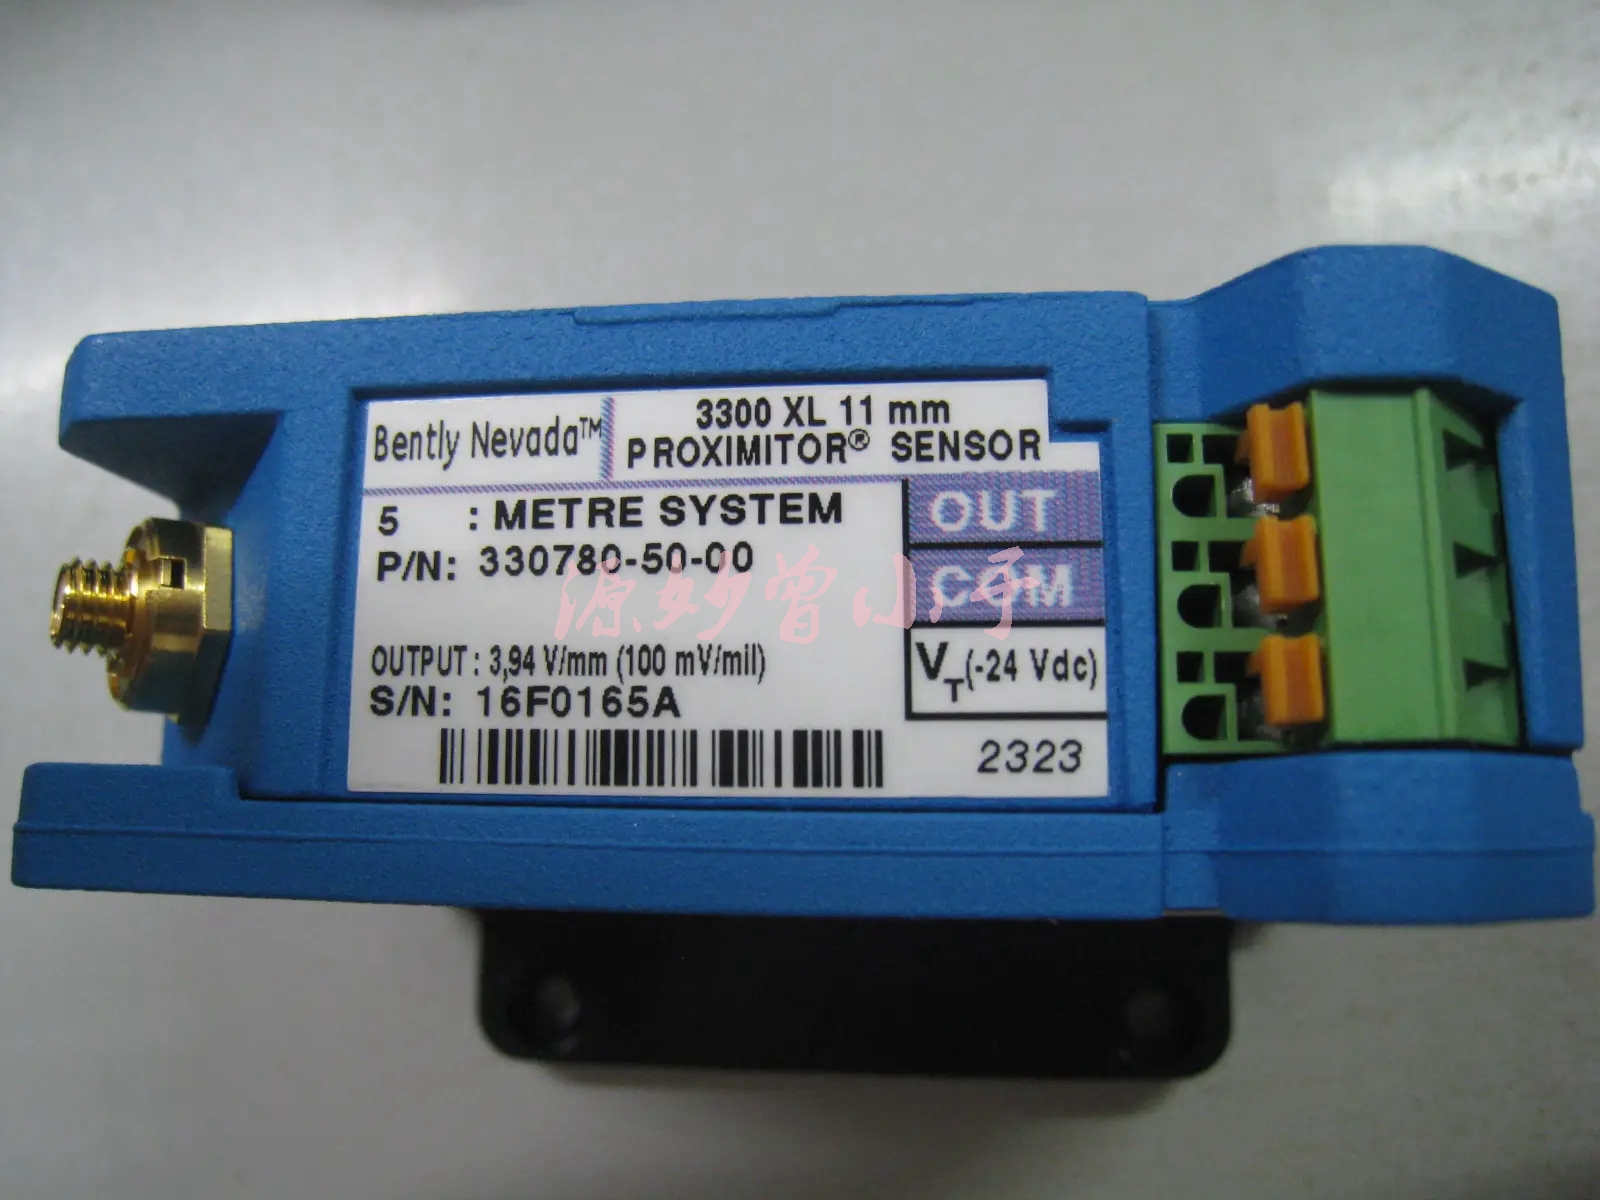 Bently Nevada™
3300 XL 11 mm
PROXIMITOR® SENSOR
5 : METRE SYSTEM
P/N: 330780-50-00
OUTPUT : 3,94 V/mm (100 mV/mil)
S/N: 16F0165A
OUT
COM
VT(-24 Vdc)
2323
源妙曾小平